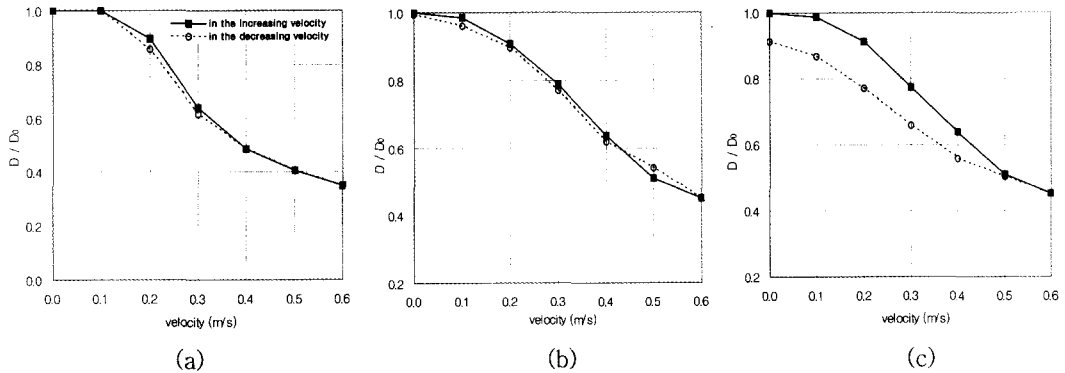 1.0
0.8
0.6
0.4
0.2
0.0
D / D₀
in the increasing velocity
in the decreasing velocity
0.0 0.1 0.2 0.3 0.4 0.5 0.6
velocity (m/s)
(a)
1.0
0.8
0.6
0.4
0.2
D / D₀
0.0 0.1 0.2 0.3 0.4 0.5 0.6
velocity (m/s)
(b)
1.0
0.8
0.6
0.4
0.2
D / D₀
0.0 0.1 0.2 0.3 0.4 0.5 0.6
velocity (m/s)
(c)